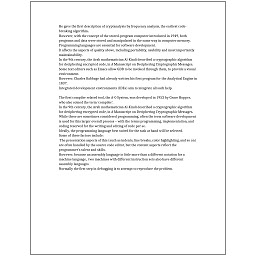 He gave the first description of cryptanalysis by frequency analysis, the earliest code-
breaking algorithm.
However, with the concept of the stored-program computer introduced in 1949, both
programs and data were stored and manipulated in the same way in computer memory.
Programming languages are essential for software development.
It affects the aspects of quality above, including portability, usability and most importantly
maintainability.
In the 9th century, the Arab mathematician Al-Kindi described a cryptographic algorithm
for deciphering encrypted code, in A Manuscript on Deciphering Cryptographic Messages.
Some text editors such as Emacs allow GDB to be invoked through them, to provide a visual
environment.
However, Charles Babbage had already written his first program for the Analytical Engine in
1837.
Integrated development environments (IDEs) aim to integrate all such help.
The first compiler related tool, the A-0 System, was developed in 1952 by Grace Hopper,
who also coined the term 'compiler'.
In the 9th century, the Arab mathematician Al-Kindi described a cryptographic algorithm
for deciphering encrypted code, in A Manuscript on Deciphering Cryptographic Messages.
While these are sometimes considered programming, often the term software development
is used for this larger overall process – with the terms programming, implementation, and
coding reserved for the writing and editing of code per se.
Ideally, the programming language best suited for the task at hand will be selected.
Some of these factors include:
The presentation aspects of this (such as indents, line breaks, color highlighting, and so on)
are often handled by the source code editor, but the content aspects reflect the
programmer's talent and skills.
However, because an assembly language is little more than a different notation for a
machine language, two machines with different instruction sets also have different
assembly languages.
Normally the first step in debugging is to attempt to reproduce the problem.